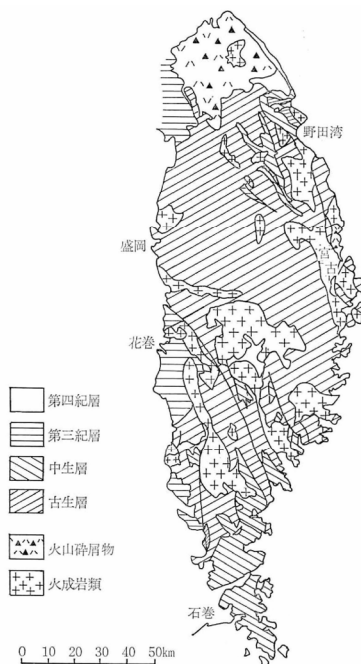 野田湾
盛岡
宮古
花巻
第四紀層
第三紀層
中生層
古生層
火山砕屑物
火成岩類
石巻
0 10 20 30 40 50km